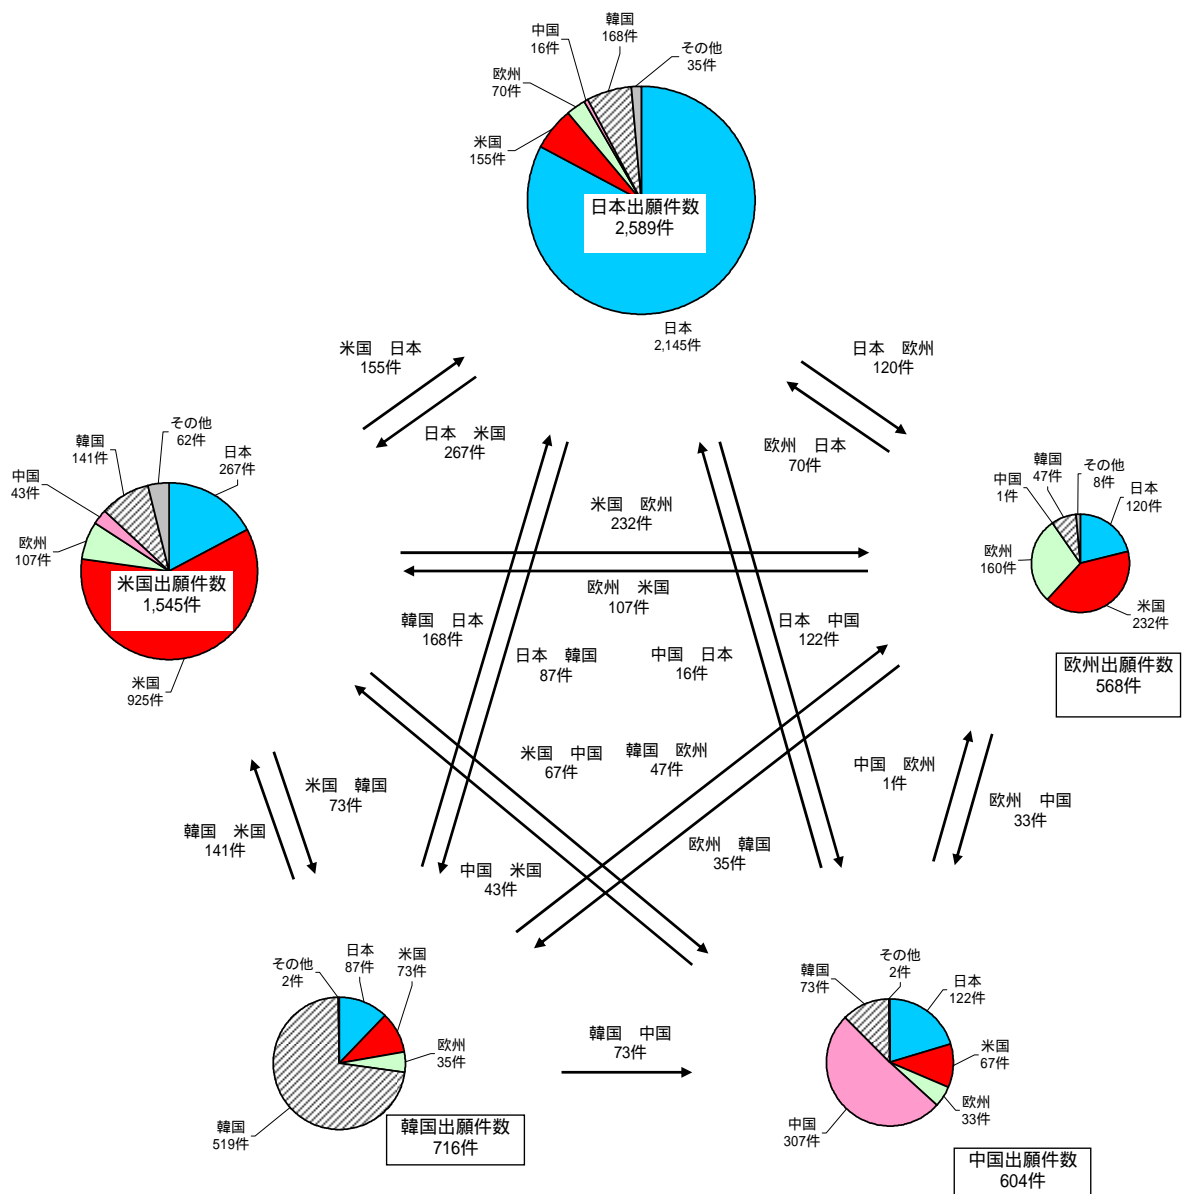 中国
16件
韓国
168件
その他
35件
欧州
70件
米国
155件
日本出願件数
2,589件
日本
2,145件
米国　日本
155件
日本　米国
267件
日本　欧州
120件
欧州　日本
70件
その他
62件
韓国
141件
日本
267件
中国
43件
欧州
107件
米国出願件数
1,545件
米国
925件
米国　欧州
232件
欧州　米国
107件
韓国
47件
その他
8件
中国
1件
日本
120件
欧州
160件
米国
232件
欧州出願件数
568件
韓国　日本
168件
日本　韓国
87件
中国　日本
16件
日本　中国
122件
米国　中国
67件
韓国　欧州
47件
中国　欧州
1件
欧州　中国
33件
米国　韓国
73件
韓国　米国
141件
中国　米国
43件
欧州　韓国
35件
その他
2件
日本
87件
米国
73件
欧州
35件
韓国
519件
韓国出願件数
716件
韓国　中国
73件
韓国
73件
その他
2件
日本
122件
米国
67件
欧州
33件
中国
307件
中国出願件数
604件